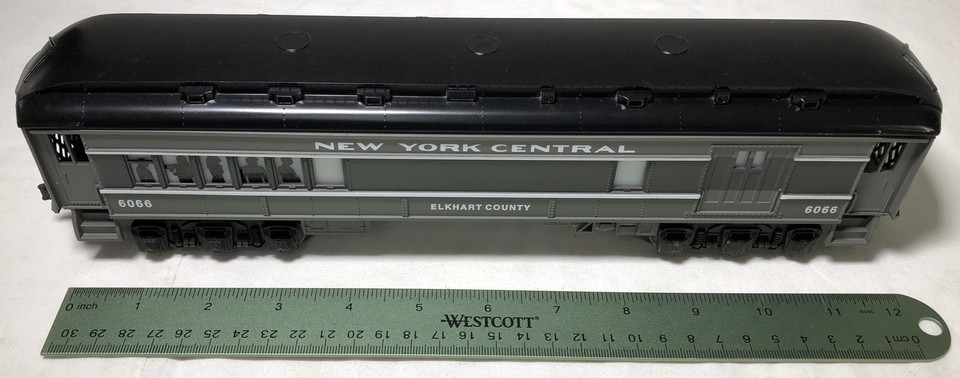 NEW YORK CENTRAL
6066 ELKHART COUNTY 6066
0 inch 1 2 3 4 5 6 7 8 9 10 11 12
WESTCOTT®
30 29 28 27 26 25 24 23 22 21 20 19 18 17 16 15 14 13 12 11 10 9 8 7 6 5 4 3 2 cm1 0